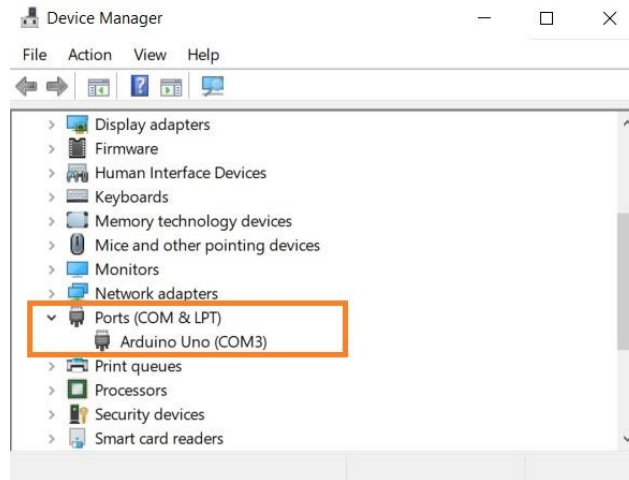 Device Manager
File Action View Help
Display adapters
Firmware
Human Interface Devices
Keyboards
Memory technology devices
Mice and other pointing devices
Monitors
Network adapters
Ports (COM & LPT)
Arduino Uno (COM3)
Print queues
Processors
Security devices
Smart card readers